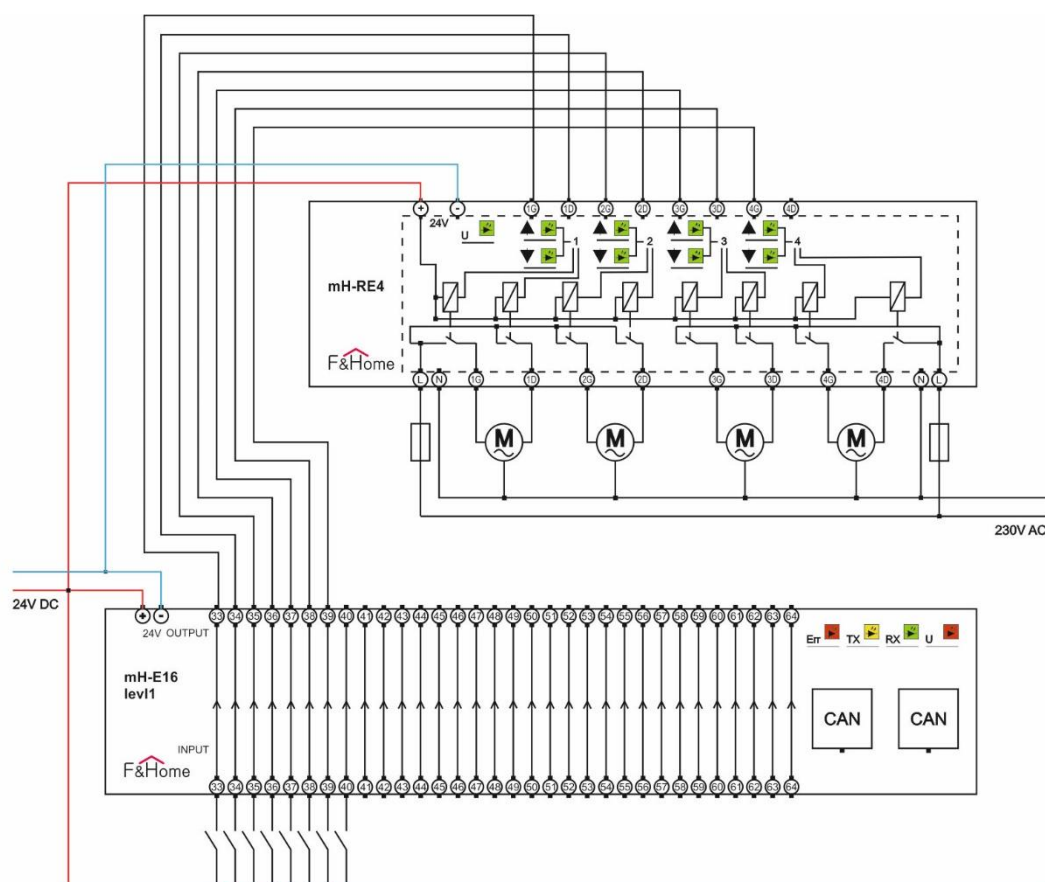 + - 1G 1D 2G 2D 3G 3D 4G 4D
24V
U
1 2 3 4
mH-RE4
F&Home
L N 1G 1D 2G 2D 3G 3D 4G 4D N L
M M M M
230V AC
24V DC
+ - 33 34 35 36 37 38 39 40 41 42 43 44 45 46 47 48 49 50 51 52 53 54 55 56 57 58 59 60 61 62 63 64
24V OUTPUT
Err TX RX U
mH-E16
levl1
CAN CAN
INPUT
F&Home
33 34 35 36 37 38 39 40 41 42 43 44 45 46 47 48 49 50 51 52 53 54 55 56 57 58 59 60 61 62 63 64